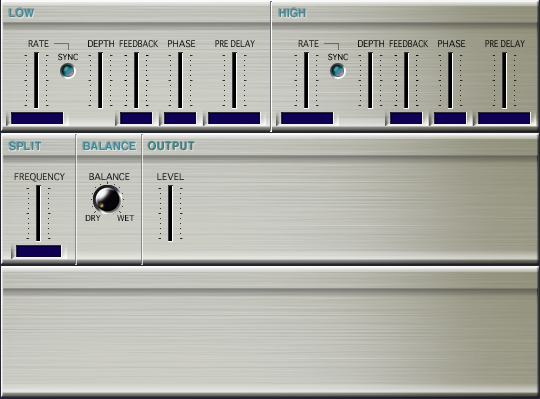 LOW HIGH
RATE DEPTH FEEDBACK PHASE PRE DELAY RATE DEPTH FEEDBACK PHASE PRE DELAY
SYNC SYNC
SPLIT BALANCE OUTPUT
FREQUENCY BALANCE LEVEL
DRY WET